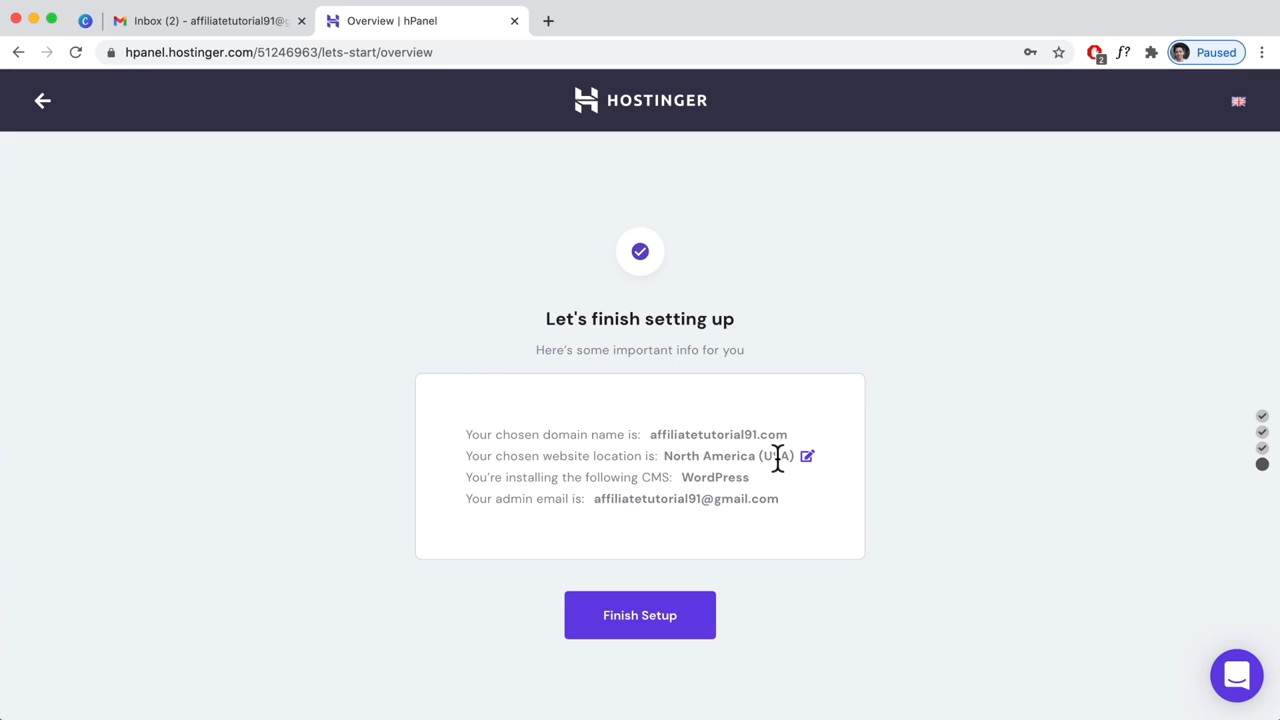 Inbox (2) - affiliatetutorial91@g
Overview | hPanel
hpanel.hostinger.com/51246963/lets-start/overview
2
f?
Paused
HOSTINGER
Let's finish setting up
Here's some important info for you
Your chosen domain name is: affiliatetutorial91.com
Your chosen website location is: North America (USA)
You're installing the following CMS: WordPress
Your admin email is: affiliatetutorial91@gmail.com
Finish Setup